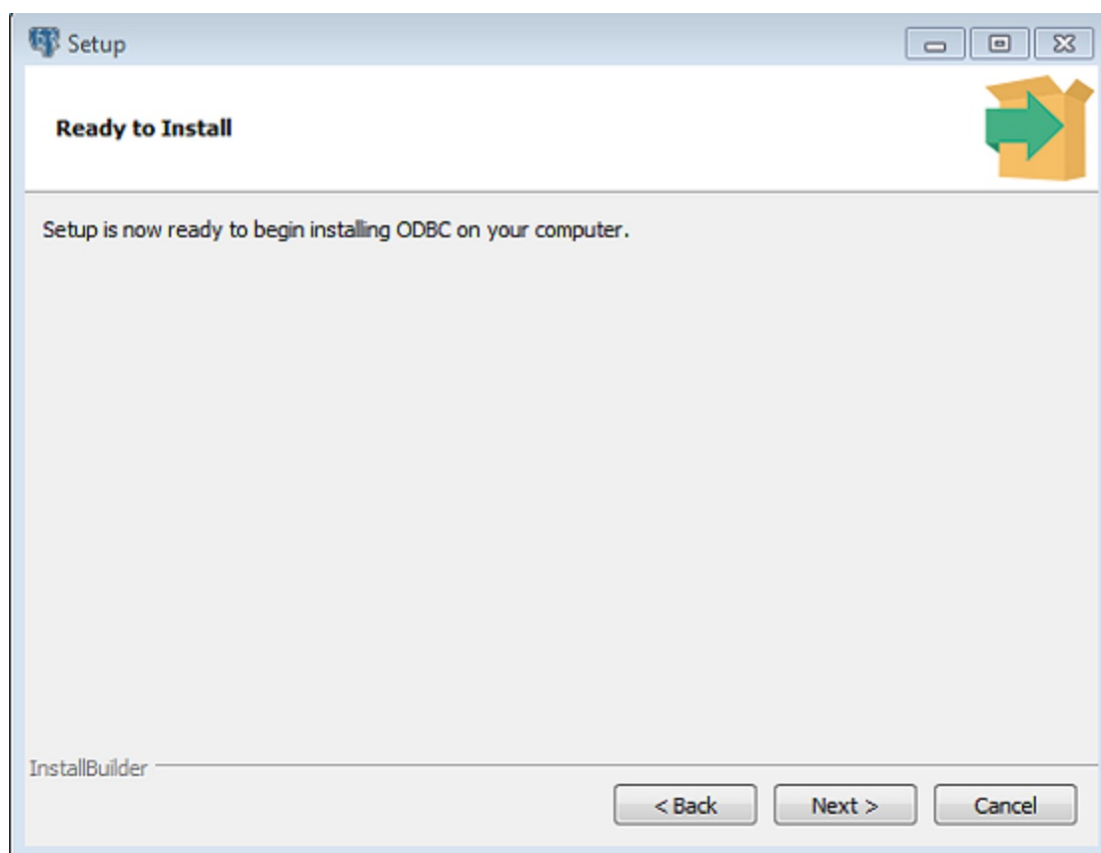 Setup
Ready to Install
Setup is now ready to begin installing ODBC on your computer.
InstallBuilder
< Back Next > Cancel